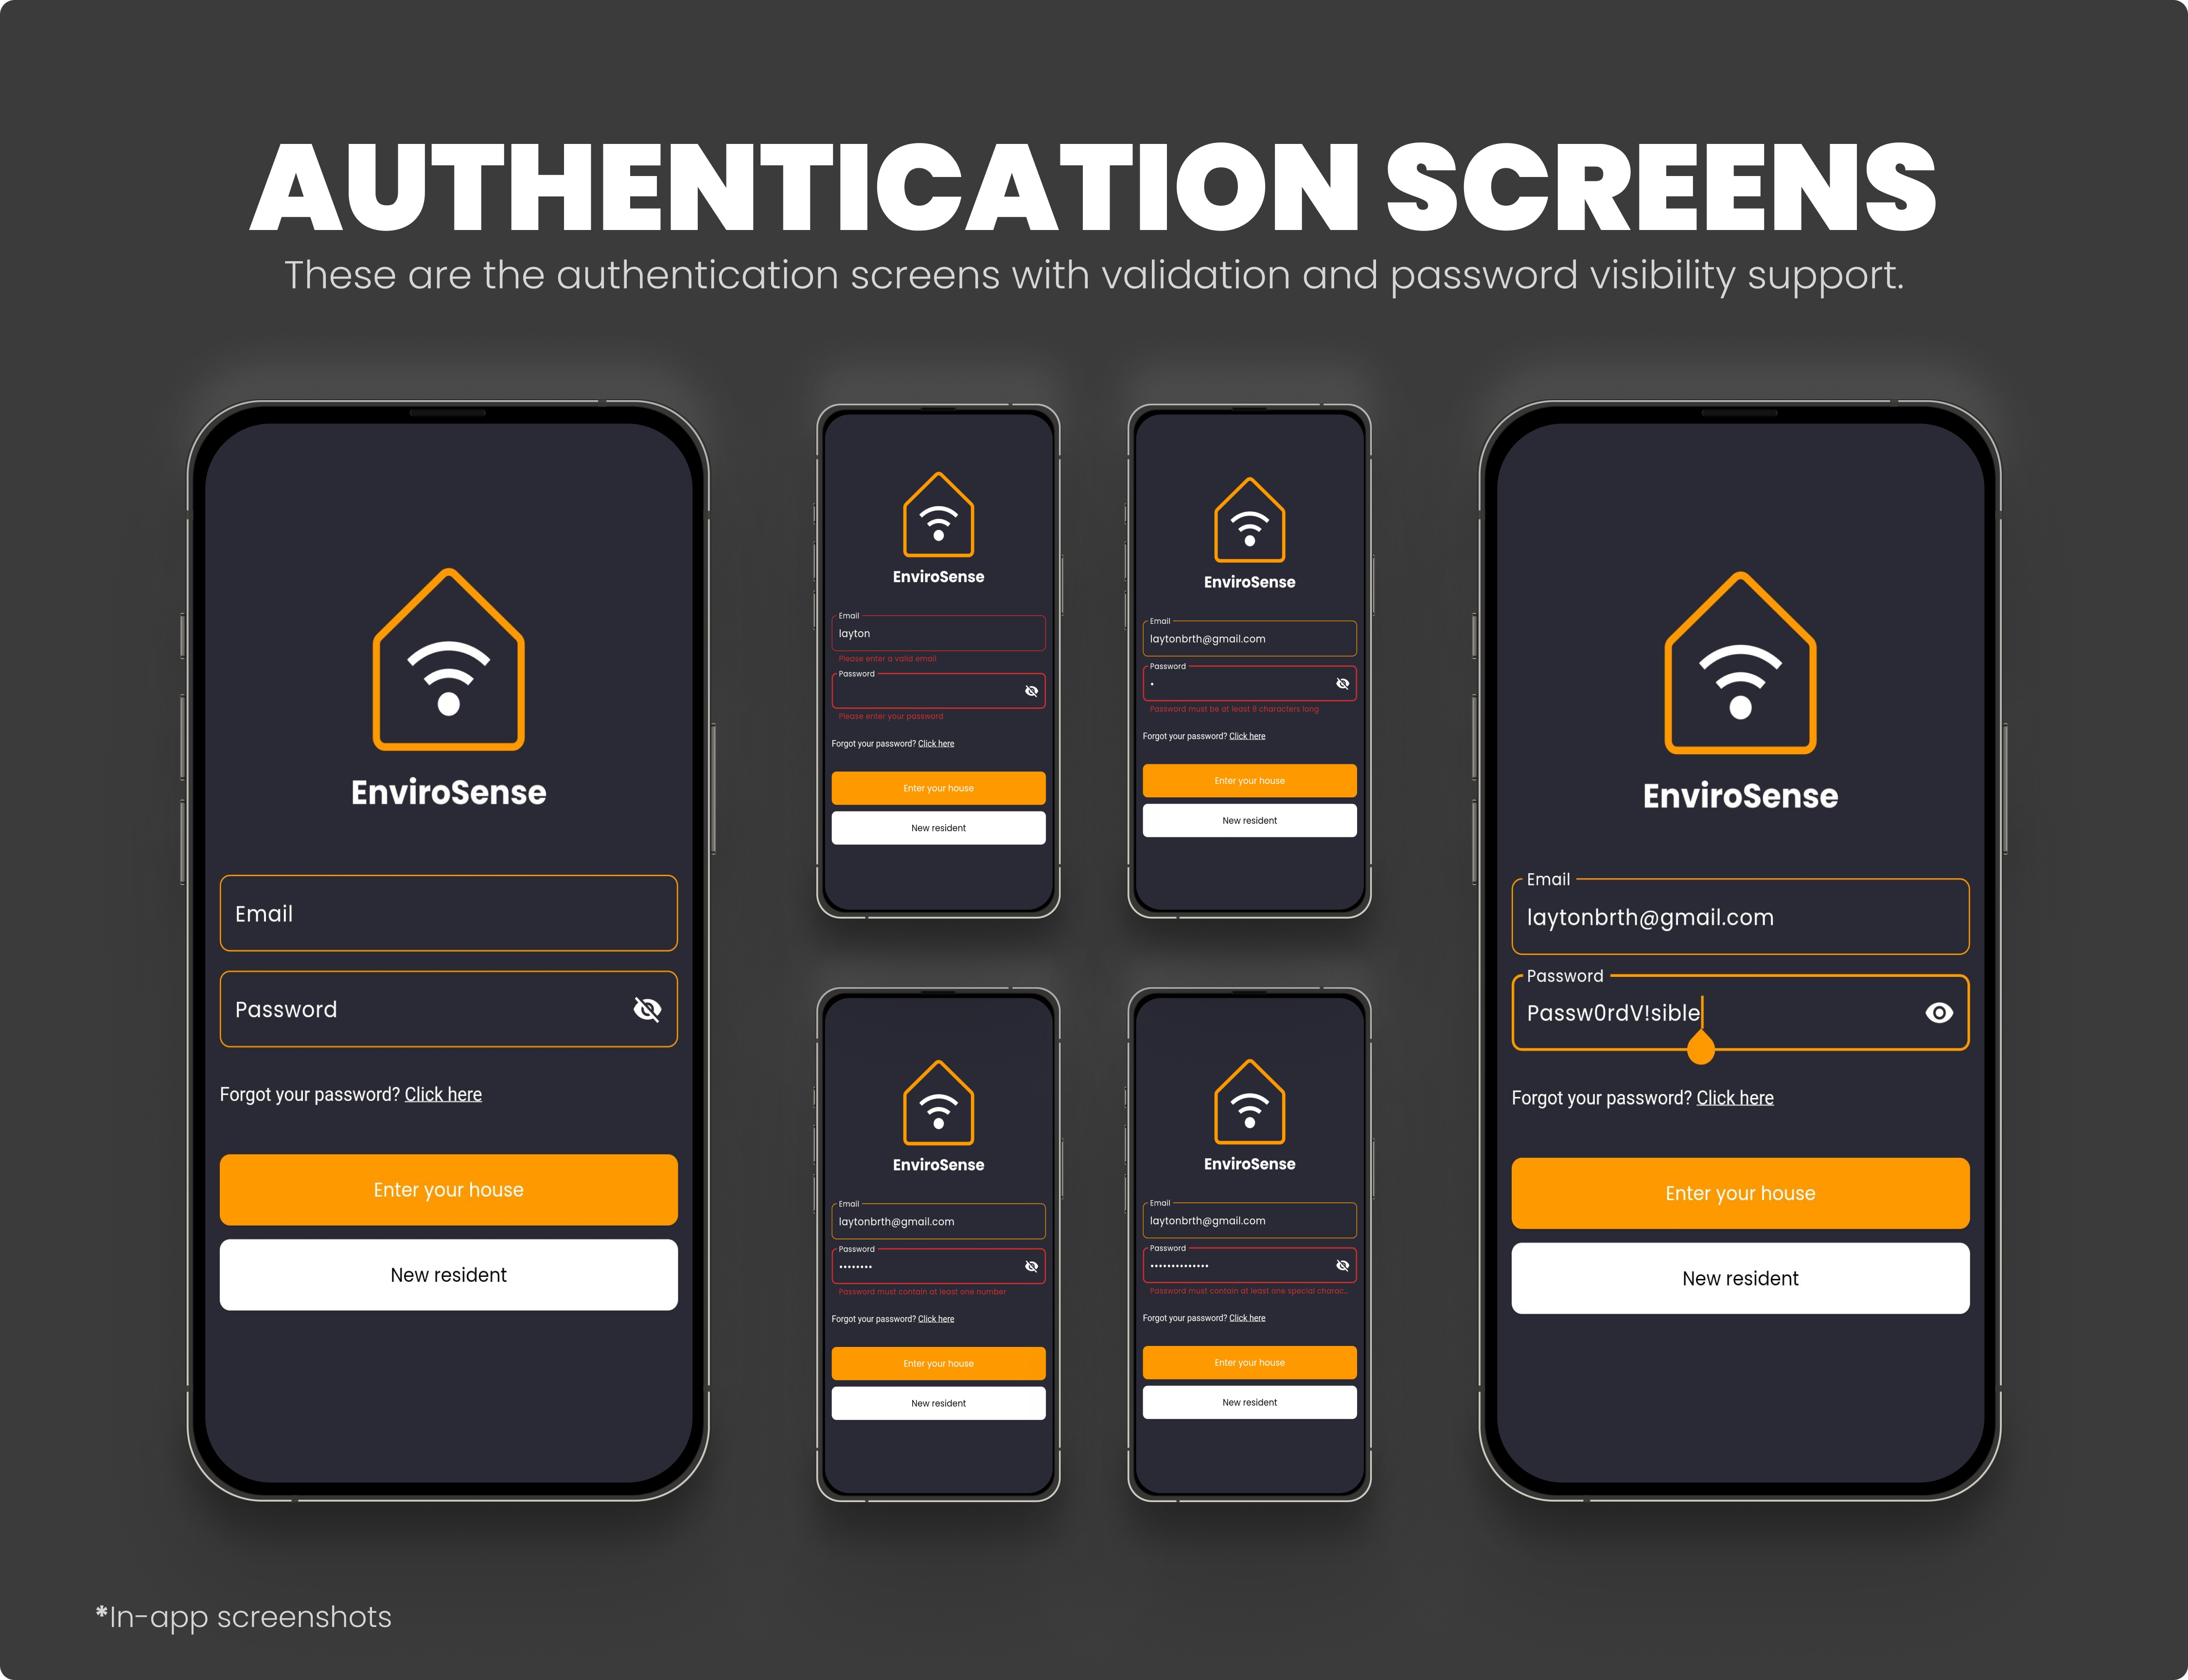 AUTHENTICATION SCREENS
These are the authentication screens with validation and password visibility support.
EnviroSense
Email
Password
Forgot your password? Click here
Enter your house
New resident
EnviroSense
Email
layton
Please enter a valid email
Password
Please enter your password
Forgot your password? Click here
Enter your house
New resident
EnviroSense
Email
laytonbrth@gmail.com
Password
•
Password must be at least 8 characters long
Forgot your password? Click here
Enter your house
New resident
EnviroSense
Email
laytonbrth@gmail.com
Password
••••••••
Password must contain at least one number
Forgot your password? Click here
Enter your house
New resident
EnviroSense
Email
laytonbrth@gmail.com
Password
••••••••••••••
Password must contain at least one special charac...
Forgot your password? Click here
Enter your house
New resident
EnviroSense
Email
laytonbrth@gmail.com
Password
Passw0rdV!sible
Forgot your password? Click here
Enter your house
New resident
*In-app screenshots